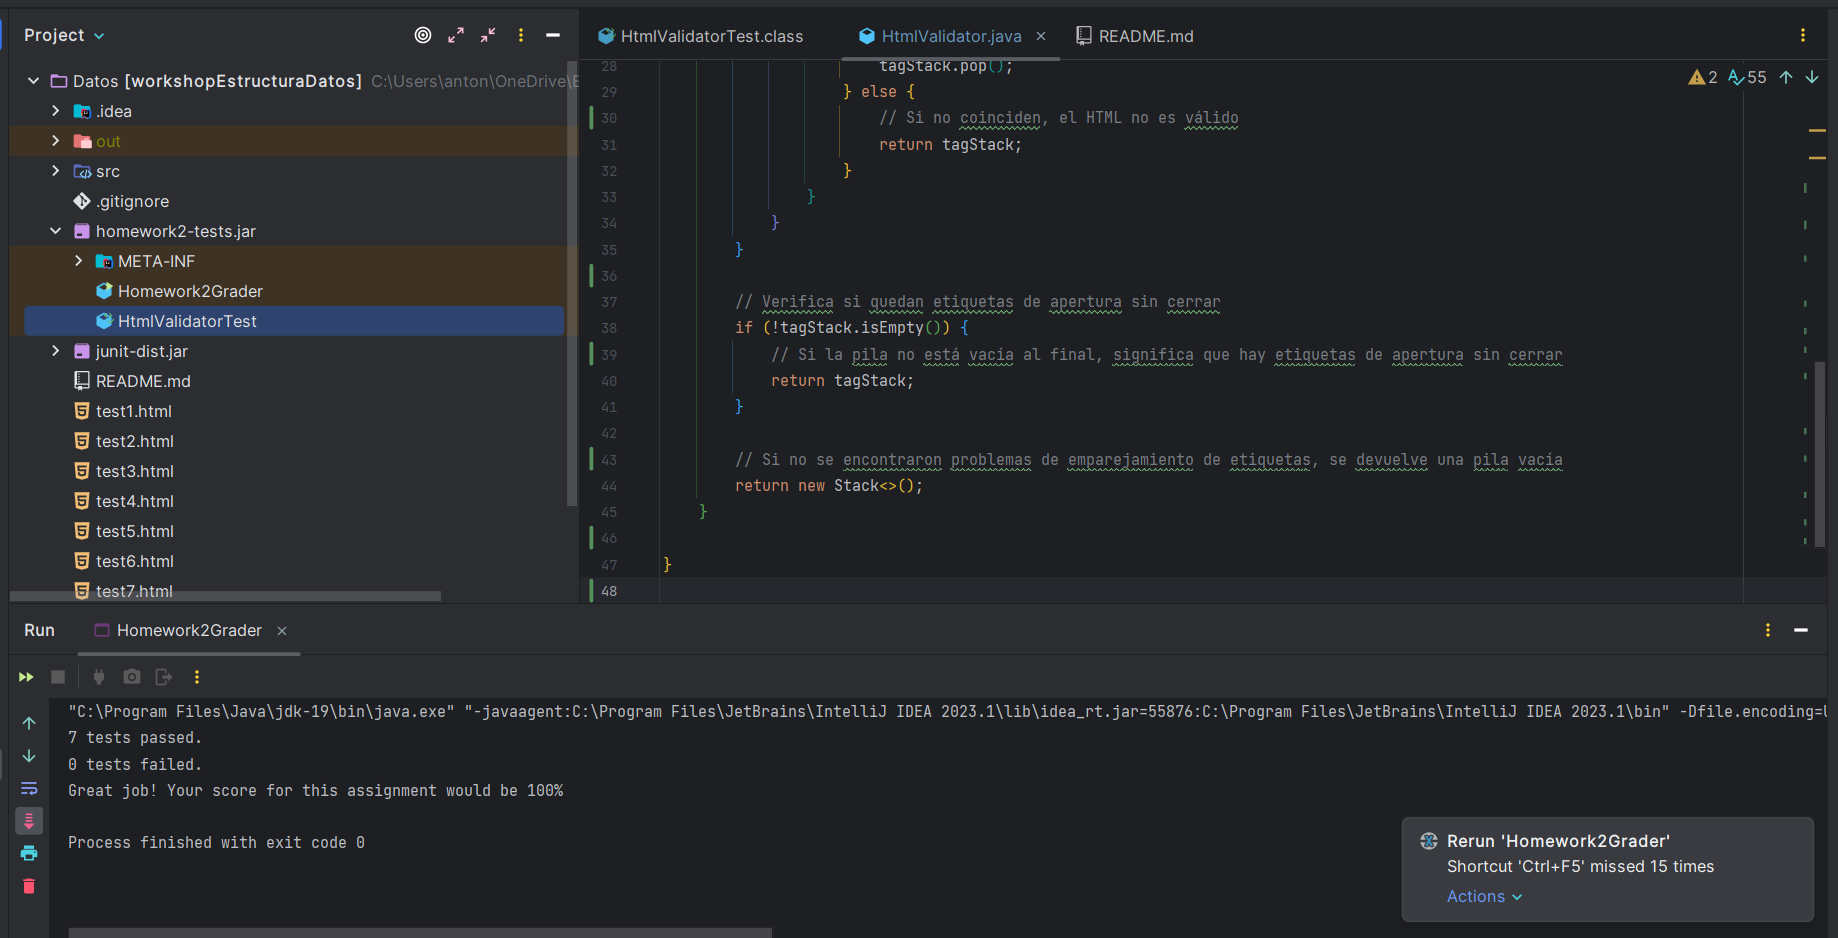 Project
Datos [workshopEstructuraDatos] C:\Users\anton\OneDrive\E
.idea
out
src
.gitignore
homework2-tests.jar
META-INF
Homework2Grader
HtmlValidatorTest
junit-dist.jar
README.md
test1.html
test2.html
test3.html
test4.html
test5.html
test6.html
test7.html
HtmlValidatorTest.class HtmlValidator.java README.md
2 55
28 tagStack.pop();
29 } else {
30 // Si no coinciden, el HTML no es válido
31 return tagStack;
32 }
33 }
34 }
35 }
36
37 // Verifica si quedan etiquetas de apertura sin cerrar
38 if (!tagStack.isEmpty()) {
39 // Si la pila no está vacía al final, significa que hay etiquetas de apertura sin cerrar
40 return tagStack;
41 }
42
43 // Si no se encontraron problemas de emparejamiento de etiquetas, se devuelve una pila vacía
44 return new Stack<>();
45 }
46
47 }
48
Run Homework2Grader
"C:\Program Files\Java\jdk-19\bin\java.exe" "-javaagent:C:\Program Files\JetBrains\IntelliJ IDEA 2023.1\lib\idea_rt.jar=55876:C:\Program Files\JetBrains\IntelliJ IDEA 2023.1\bin" -Dfile.encoding=U
7 tests passed.
0 tests failed.
Great job! Your score for this assignment would be 100%
Process finished with exit code 0
Rerun 'Homework2Grader'
Shortcut 'Ctrl+F5' missed 15 times
Actions